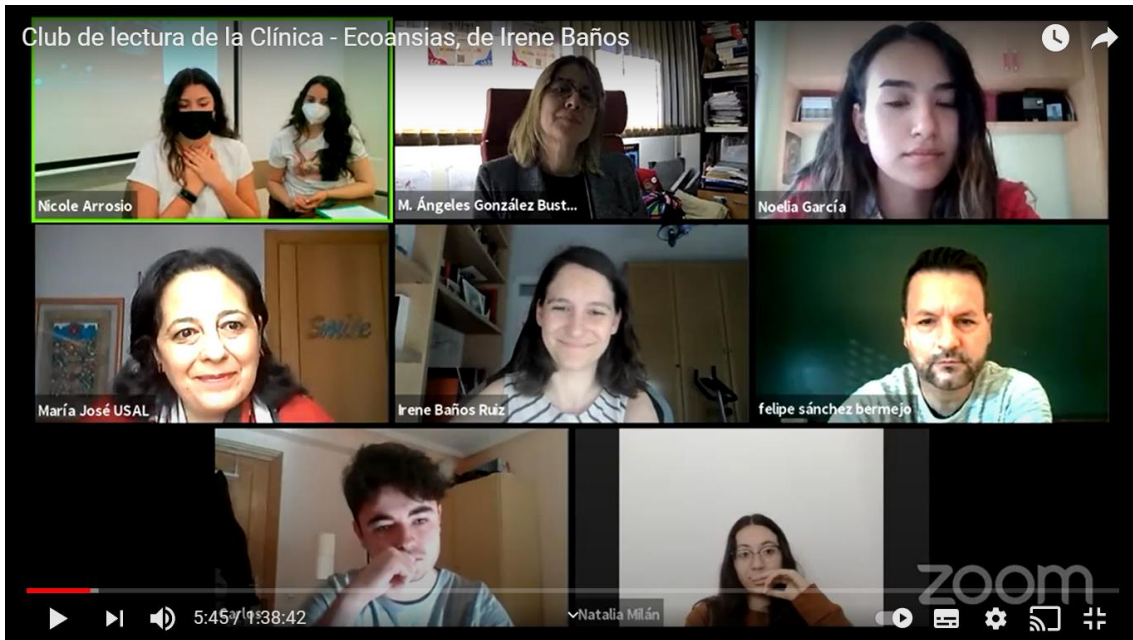 Club de lectura de la Clínica - Ecoansias, de Irene Baños
Nicole Arrosio
M. Ángeles González Bust...
Noelia García
Smile
María José USAL
Irene Baños Ruiz
felipe sánchez bermejo
zoom
5:45 / 1:38:42
Carlos
Natalia Milán